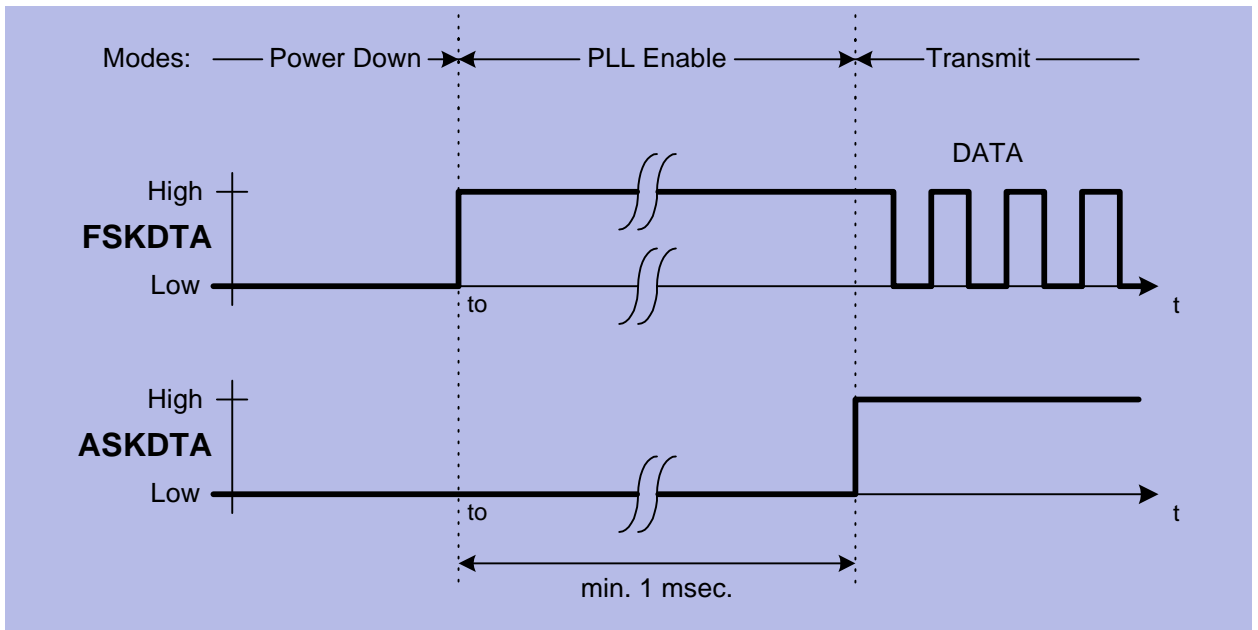 Modes: Power Down PLL Enable Transmit
DATA
High
FSKDTA
Low
to
t
High
ASKDTA
Low
to
t
min. 1 msec.